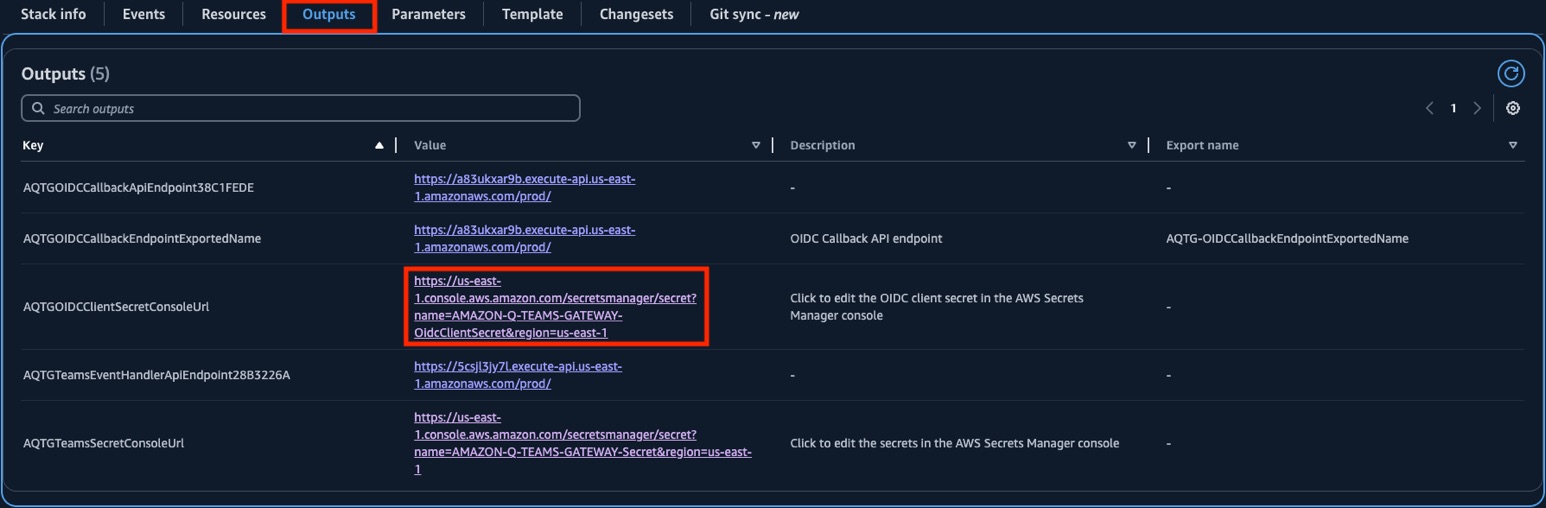 Stack info Events Resources Outputs Parameters Template Changesets Git sync - new
Outputs (5)
Search outputs
1
Key Value Description Export name
AQTGOIDCCallbackApiEndpoint38C1FEDE
https://a83ukxar9b.execute-api.us-east-
1.amazonaws.com/prod/
-
-
AQTGOIDCCallbackEndpointExportedName
https://a83ukxar9b.execute-api.us-east-
1.amazonaws.com/prod/
OIDC Callback API endpoint
AQTG-OIDCCallbackEndpointExportedName
AQTGOIDCClientSecretConsoleUrl
https://us-east-
1.console.aws.amazon.com/secretsmanager/secret?
name=AMAZON-Q-TEAMS-GATEWAY-
OidcClientSecret&region=us-east-1
Click to edit the OIDC client secret in the AWS Secrets
Manager console
-
AQTGTeamsEventHandlerApiEndpoint28B3226A
https://5csjl3jy7l.execute-api.us-east-
1.amazonaws.com/prod/
-
-
AQTGTeamsSecretConsoleUrl
https://us-east-
1.console.aws.amazon.com/secretsmanager/secret?
name=AMAZON-Q-TEAMS-GATEWAY-Secret&region=us-east-
1
Click to edit the secrets in the AWS Secrets Manager console
-